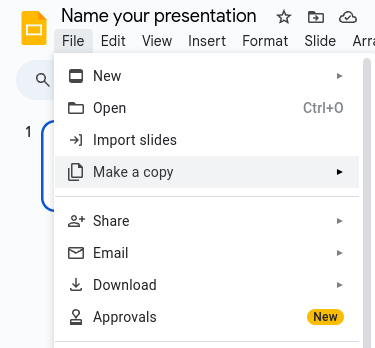 Name your presentation
File Edit View Insert Format Slide Arra
New
Open Ctrl+O
Import slides
1
Make a copy
Share
Email
Download
Approvals New